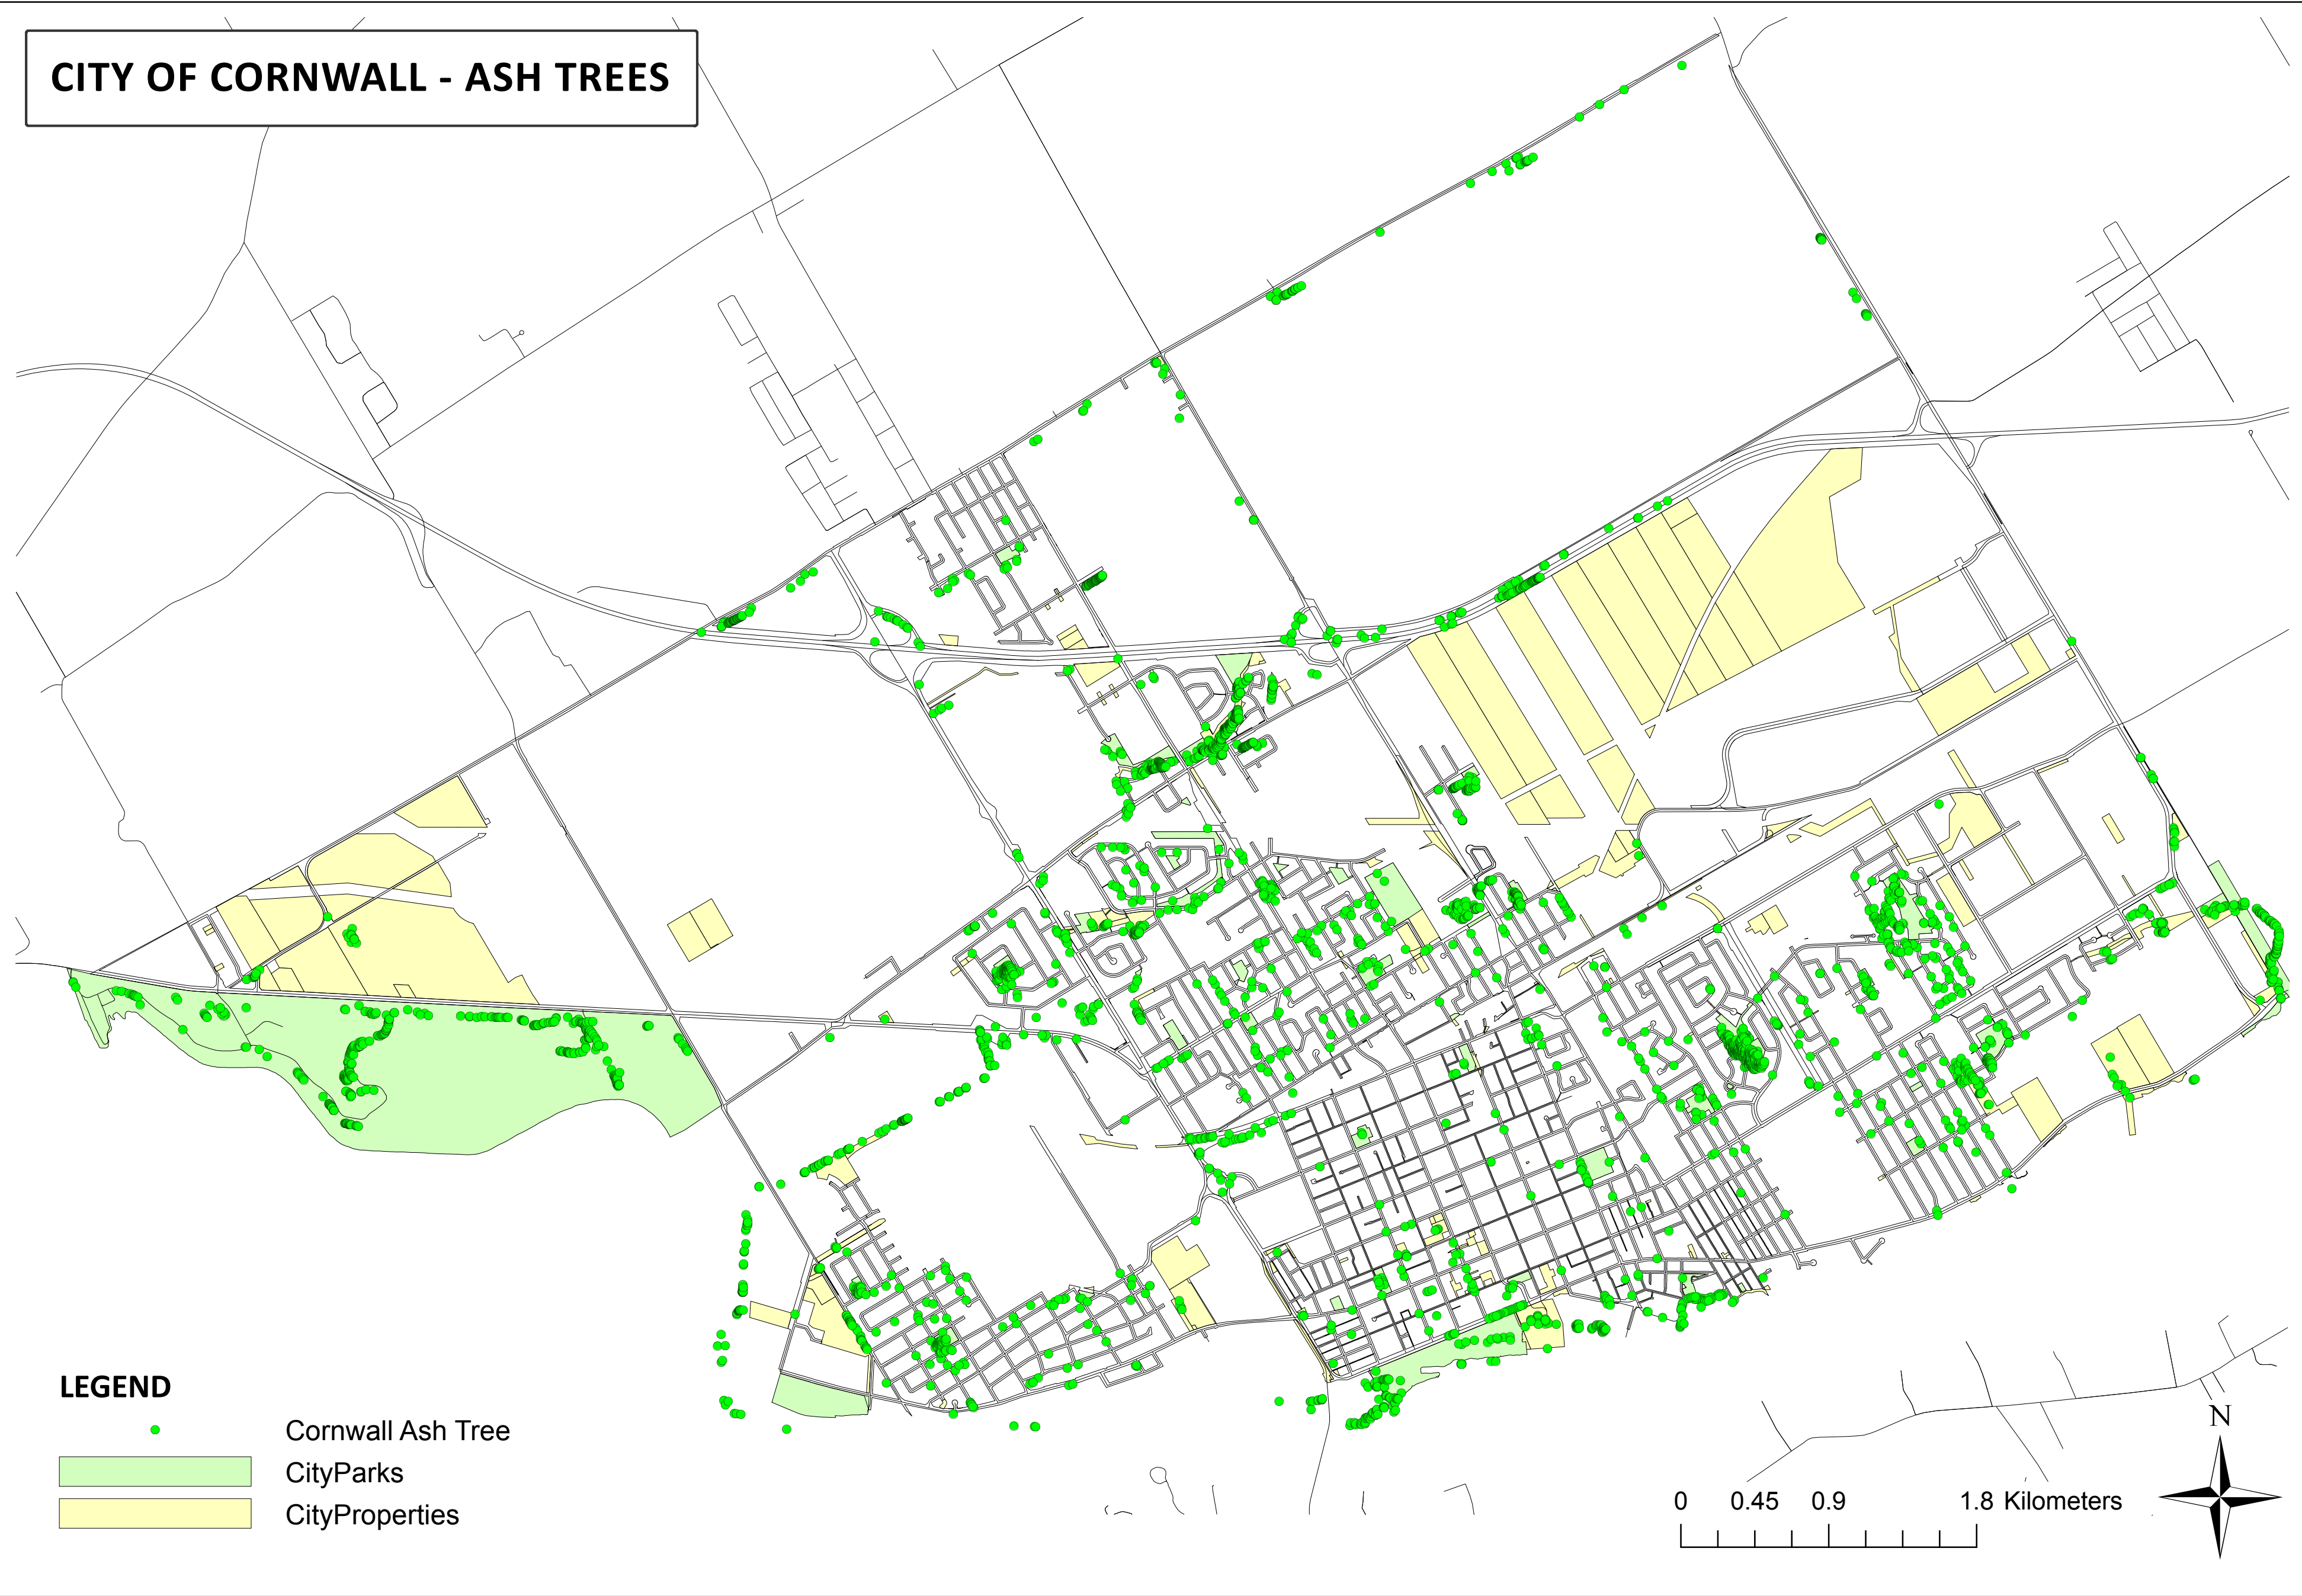 CITY OF CORNWALL - ASH TREES
LEGEND
Cornwall Ash Tree
CityParks
CityProperties
N
0 0.45 0.9 1.8 Kilometers